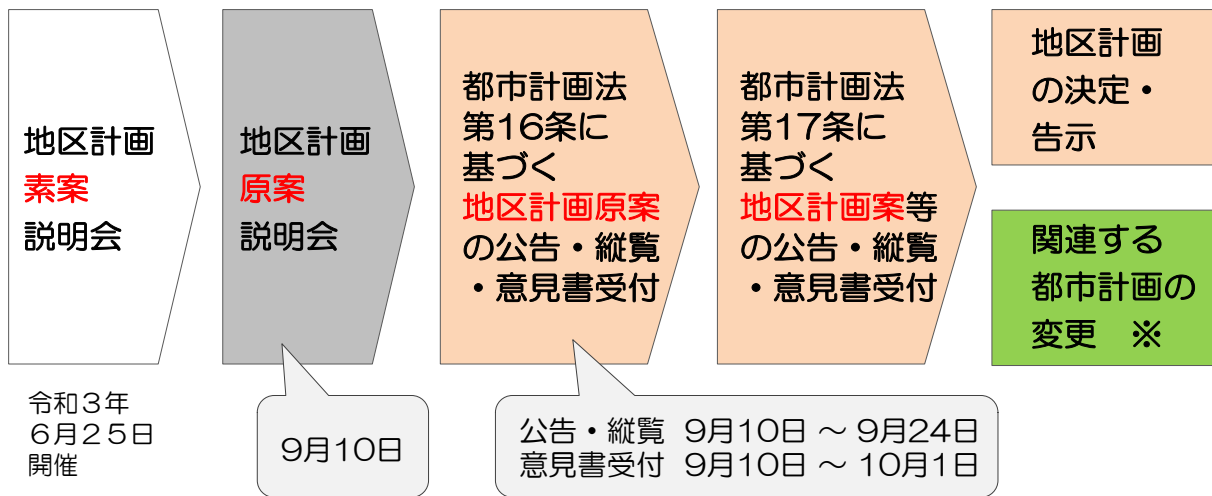 地区計画
素案
説明会
令和３年
６月２５日
開催
地区計画
原案
説明会
9月10日
都市計画法
第16条に
基づく
地区計画原案
の公告・縦覧
・意見書受付
公告・縦覧 9月10日 ～ 9月24日
意見書受付 9月10日 ～ 10月1日
都市計画法
第17条に
基づく
地区計画案等
の公告・縦覧
・意見書受付
地区計画
の決定・
告示
関連する
都市計画の
変更 ※